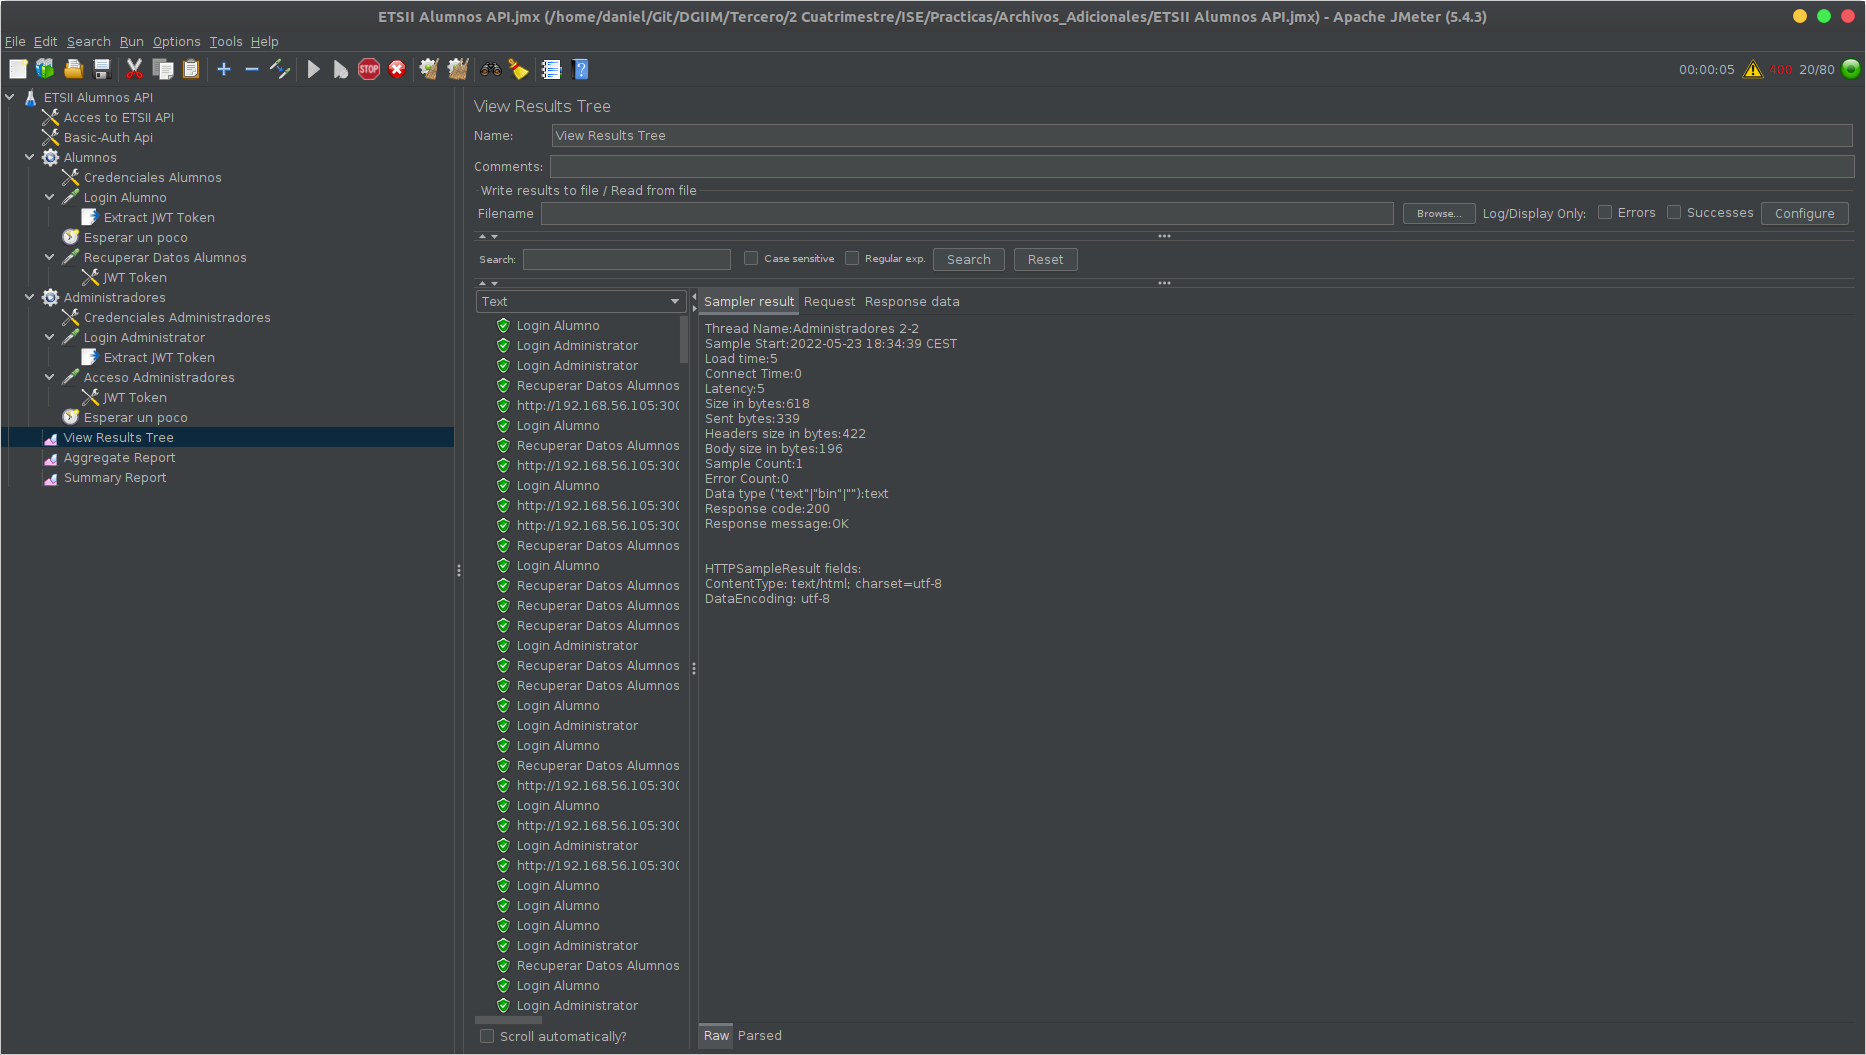 ETSII Alumnos API.jmx (/home/daniel/Git/DGIIM/Tercero/2 Cuatrimestre/ISE/Practicas/Archivos_Adicionales/ETSII Alumnos API.jmx) - Apache JMeter (5.4.3)
File Edit Search Run Options Tools Help
STOP
00:00:05 400 20/80
ETSII Alumnos API
Acces to ETSII API
Basic-Auth Api
Alumnos
Credenciales Alumnos
Login Alumno
Extract JWT Token
Esperar un poco
Recuperar Datos Alumnos
JWT Token
Administradores
Credenciales Administradores
Login Administrator
Extract JWT Token
Acceso Administradores
JWT Token
Esperar un poco
View Results Tree
Aggregate Report
Summary Report
View Results Tree
Name: View Results Tree
Comments:
Write results to file / Read from file
Filename Browse... Log/Display Only: Errors Successes Configure
Search: Case sensitive Regular exp. Search Reset
Text
Login Alumno
Login Administrator
Login Administrator
Recuperar Datos Alumnos
http://192.168.56.105:300
Login Alumno
Recuperar Datos Alumnos
http://192.168.56.105:300
Login Alumno
http://192.168.56.105:300
http://192.168.56.105:300
Recuperar Datos Alumnos
Login Alumno
Recuperar Datos Alumnos
Recuperar Datos Alumnos
Recuperar Datos Alumnos
Login Administrator
Recuperar Datos Alumnos
Recuperar Datos Alumnos
Login Alumno
Login Administrator
Login Alumno
Recuperar Datos Alumnos
http://192.168.56.105:300
Login Alumno
http://192.168.56.105:300
Login Administrator
http://192.168.56.105:300
Login Alumno
Login Alumno
Login Alumno
Login Administrator
Recuperar Datos Alumnos
Login Alumno
Login Administrator
Scroll automatically?
Sampler result Request Response data
Thread Name:Administradores 2-2
Sample Start:2022-05-23 18:34:39 CEST
Load time:5
Connect Time:0
Latency:5
Size in bytes:618
Sent bytes:339
Headers size in bytes:422
Body size in bytes:196
Sample Count:1
Error Count:0
Data type ("text"|"bin"|""):text
Response code:200
Response message:OK
HTTPSampleResult fields:
ContentType: text/html; charset=utf-8
DataEncoding: utf-8
Raw Parsed